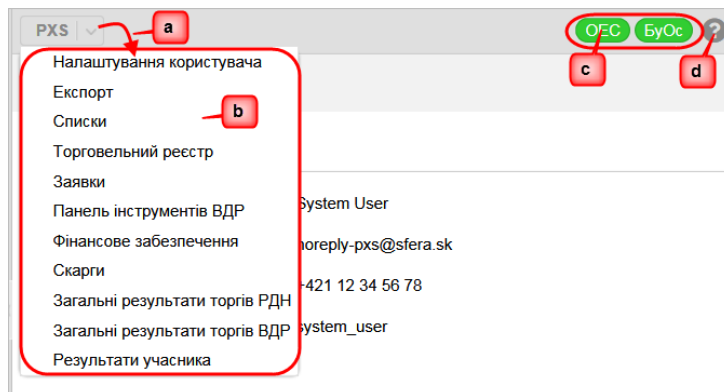 PXS
a
ОЕС
БуОс
?
c
d
Налаштування користувача
Експорт
b
Списки
Торговельний реєстр
Заявки
Панель інструментів ВДР
System User
Фінансове забезпечення
noreply-pxs@sfera.sk
Скарги
+421 12 34 56 78
Загальні результати торгів РДН
Загальні результати торгів ВДР
system_user
Результати учасника